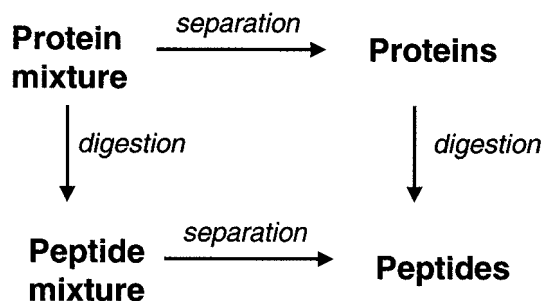 Protein
mixture
separation
Proteins
digestion
digestion
Peptide
mixture
separation
Peptides